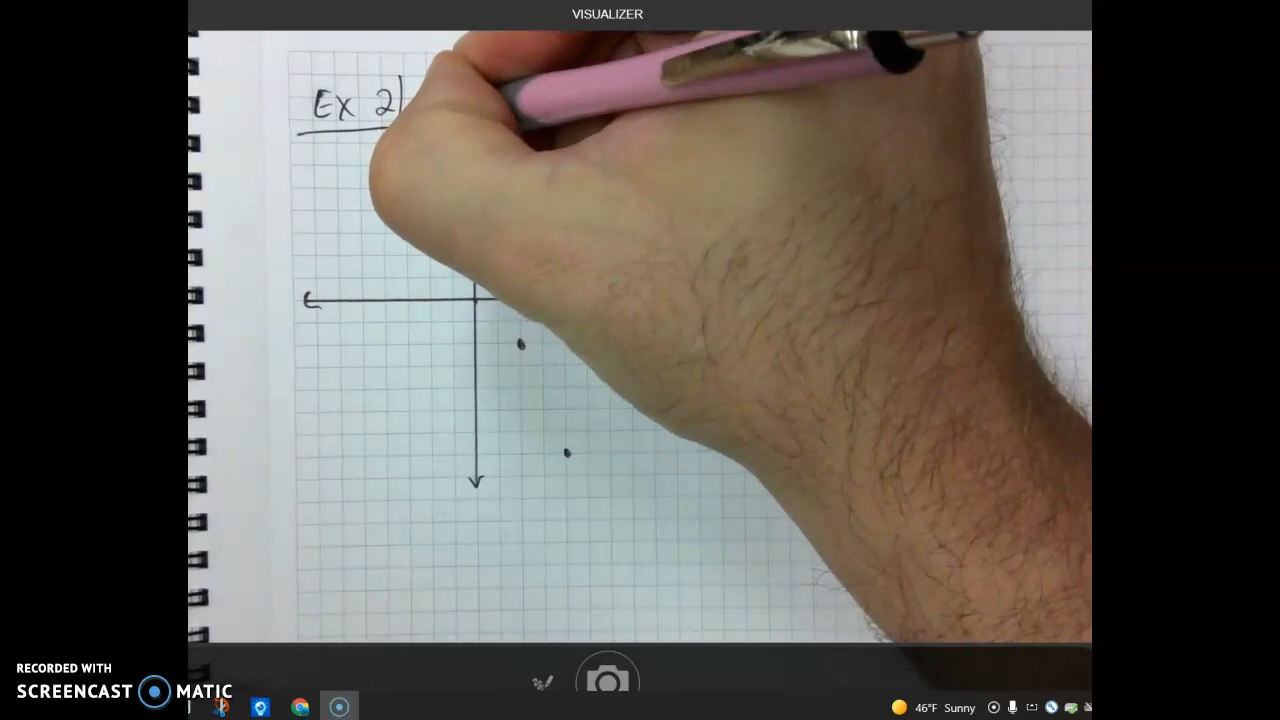 VISUALIZER
Ex 2|
RECORDED WITH
SCREENCAST MATIC
46°F Sunny